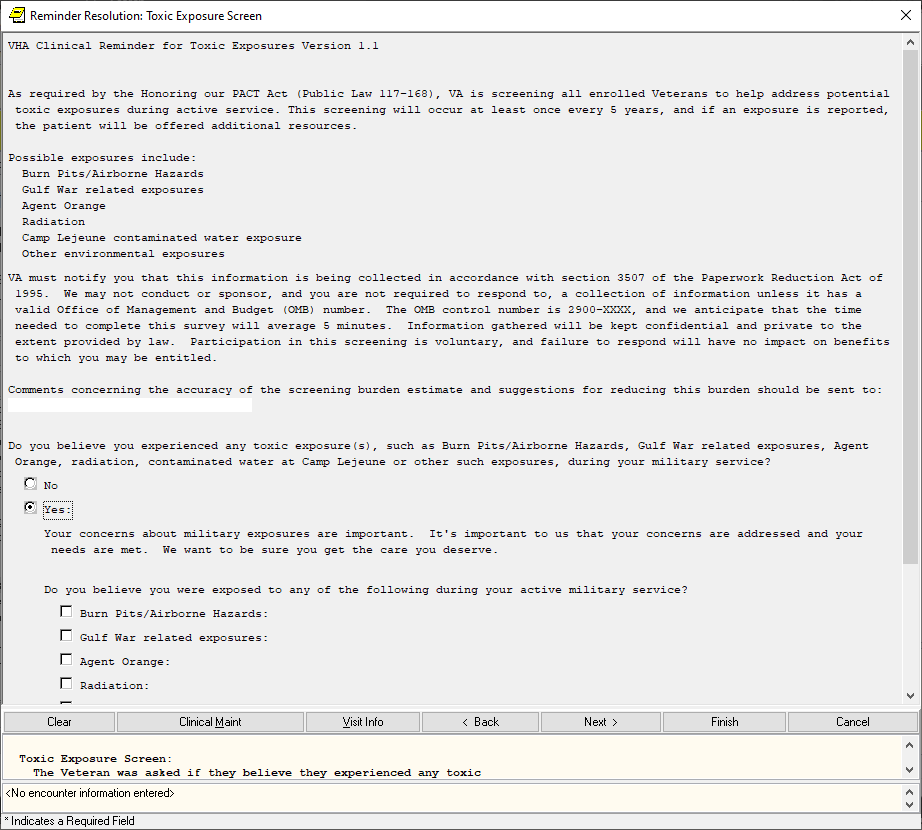 Reminder Resolution: Toxic Exposure Screen
VHA Clinical Reminder for Toxic Exposures Version 1.1
As required by the Honoring our PACT Act (Public Law 117-168), VA is screening all enrolled Veterans to help address potential
toxic exposures during active service. This screening will occur at least once every 5 years, and if an exposure is reported,
the patient will be offered additional resources.
Possible exposures include:
Burn Pits/Airborne Hazards
Gulf War related exposures
Agent Orange
Radiation
Camp Lejeune contaminated water exposure
Other environmental exposures
VA must notify you that this information is being collected in accordance with section 3507 of the Paperwork Reduction Act of
1995.  We may not conduct or sponsor, and you are not required to respond to, a collection of information unless it has a
valid Office of Management and Budget (OMB) number.  The OMB control number is 2900-XXXX, and we anticipate that the time
needed to complete this survey will average 5 minutes.  Information gathered will be kept confidential and private to the
extent provided by law.  Participation in this screening is voluntary, and failure to respond will have no impact on benefits
to which you may be entitled.
Comments concerning the accuracy of the screening burden estimate and suggestions for reducing this burden should be sent to:
Do you believe you experienced any toxic exposure(s), such as Burn Pits/Airborne Hazards, Gulf War related exposures, Agent
Orange, radiation, contaminated water at Camp Lejeune or other such exposures, during your military service?
No
Yes:
Your concerns about military exposures are important.  It's important to us that your concerns are addressed and your
needs are met.  We want to be sure you get the care you deserve.
Do you believe you were exposed to any of the following during your active military service?
Burn Pits/Airborne Hazards:
Gulf War related exposures:
Agent Orange:
Radiation:
Clear Clinical Maint Visit Info < Back Next > Finish Cancel
Toxic Exposure Screen:
The Veteran was asked if they believe they experienced any toxic
<No encounter information entered>
* Indicates a Required Field